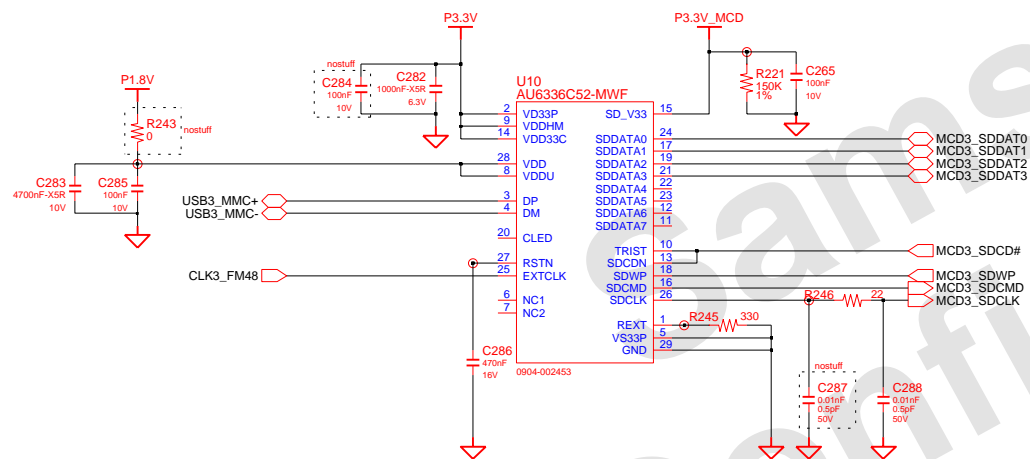 P3.3V
P3.3V_MCD
nostuff
C284
100nF
10V
C282
1000nF-X5R
6.3V
U10
AU6336C52-MWF
R221
150K
1%
C265
100nF
10V
P1.8V
R243
0
nostuff
C283
4700nF-X5R
10V
C285
100nF
10V
2 VD33P
9 VDDHM
14 VDD33C
28 VDD
8 VDDU
3 DP
4 DM
20 CLED
27 RSTN
25 EXTCLK
6 NC1
7 NC2
SD_V33 15
SDDATA0 24
SDDATA1 17
SDDATA2 19
SDDATA3 21
SDDATA4 22
SDDATA5 23
SDDATA6 12
SDDATA7 11
TRIST 10
SDCDN 13
SDWP 18
SDCMD 16
SDCLK 26
REXT 1
VS33P 5
GND 29
0904-002453
USB3_MMC+
USB3_MMC-
CLK3_FM48
MCD3_SDDAT0
MCD3_SDDAT1
MCD3_SDDAT2
MCD3_SDDAT3
MCD3_SDCD#
MCD3_SDWP
MCD3_SDCMD
MCD3_SDCLK
R246 22
R245 330
C286
470nF
16V
nostuff
C287
0.01nF
0.5pF
50V
C288
0.01nF
0.5pF
50V
Sams
onfi